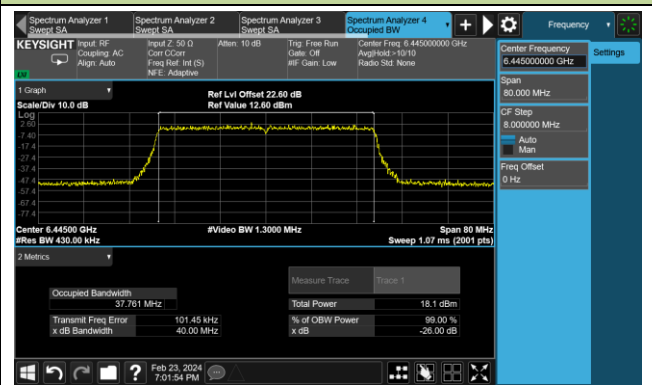 Spectrum Analyzer 1
Swept SA
Spectrum Analyzer 2
Swept SA
Spectrum Analyzer 3
Swept SA
Spectrum Analyzer 4
Occupied BW
Frequency
KEYSIGHT
Input: RF
Coupling: AC
Align: Auto
Input Z: 50 Ω
Corr CCorr
Freq Ref: Int (S)
NFE: Adaptive
Atten: 10 dB
Trig: Free Run
Gate: Off
#IF Gain: Low
Center Freq: 6.445000000 GHz
Avg|Hold:>10/10
Radio Std: None
Center Frequency
6.445000000 GHz
Settings
Span
80.000 MHz
CF Step
8.000000 MHz
Auto
Man
Freq Offset
0 Hz
1 Graph
Ref Lvl Offset 22.60 dB
Scale/Div 10.0 dB
Ref Value 12.60 dBm
Log
2.60
-7.40
-17.4
-27.4
-37.4
-47.4
-57.4
-67.4
-77.4
Center 6.44500 GHz
#Video BW 1.3000 MHz
Span 80 MHz
#Res BW 430.00 kHz
Sweep 1.07 ms (2001 pts)
2 Metrics
Measure Trace
Trace 1
Occupied Bandwidth
37.761 MHz
Total Power
18.1 dBm
Transmit Freq Error
101.45 kHz
% of OBW Power
99.00 %
x dB Bandwidth
40.00 MHz
x dB
-26.00 dB
Feb 23, 2024
7:01:54 PM